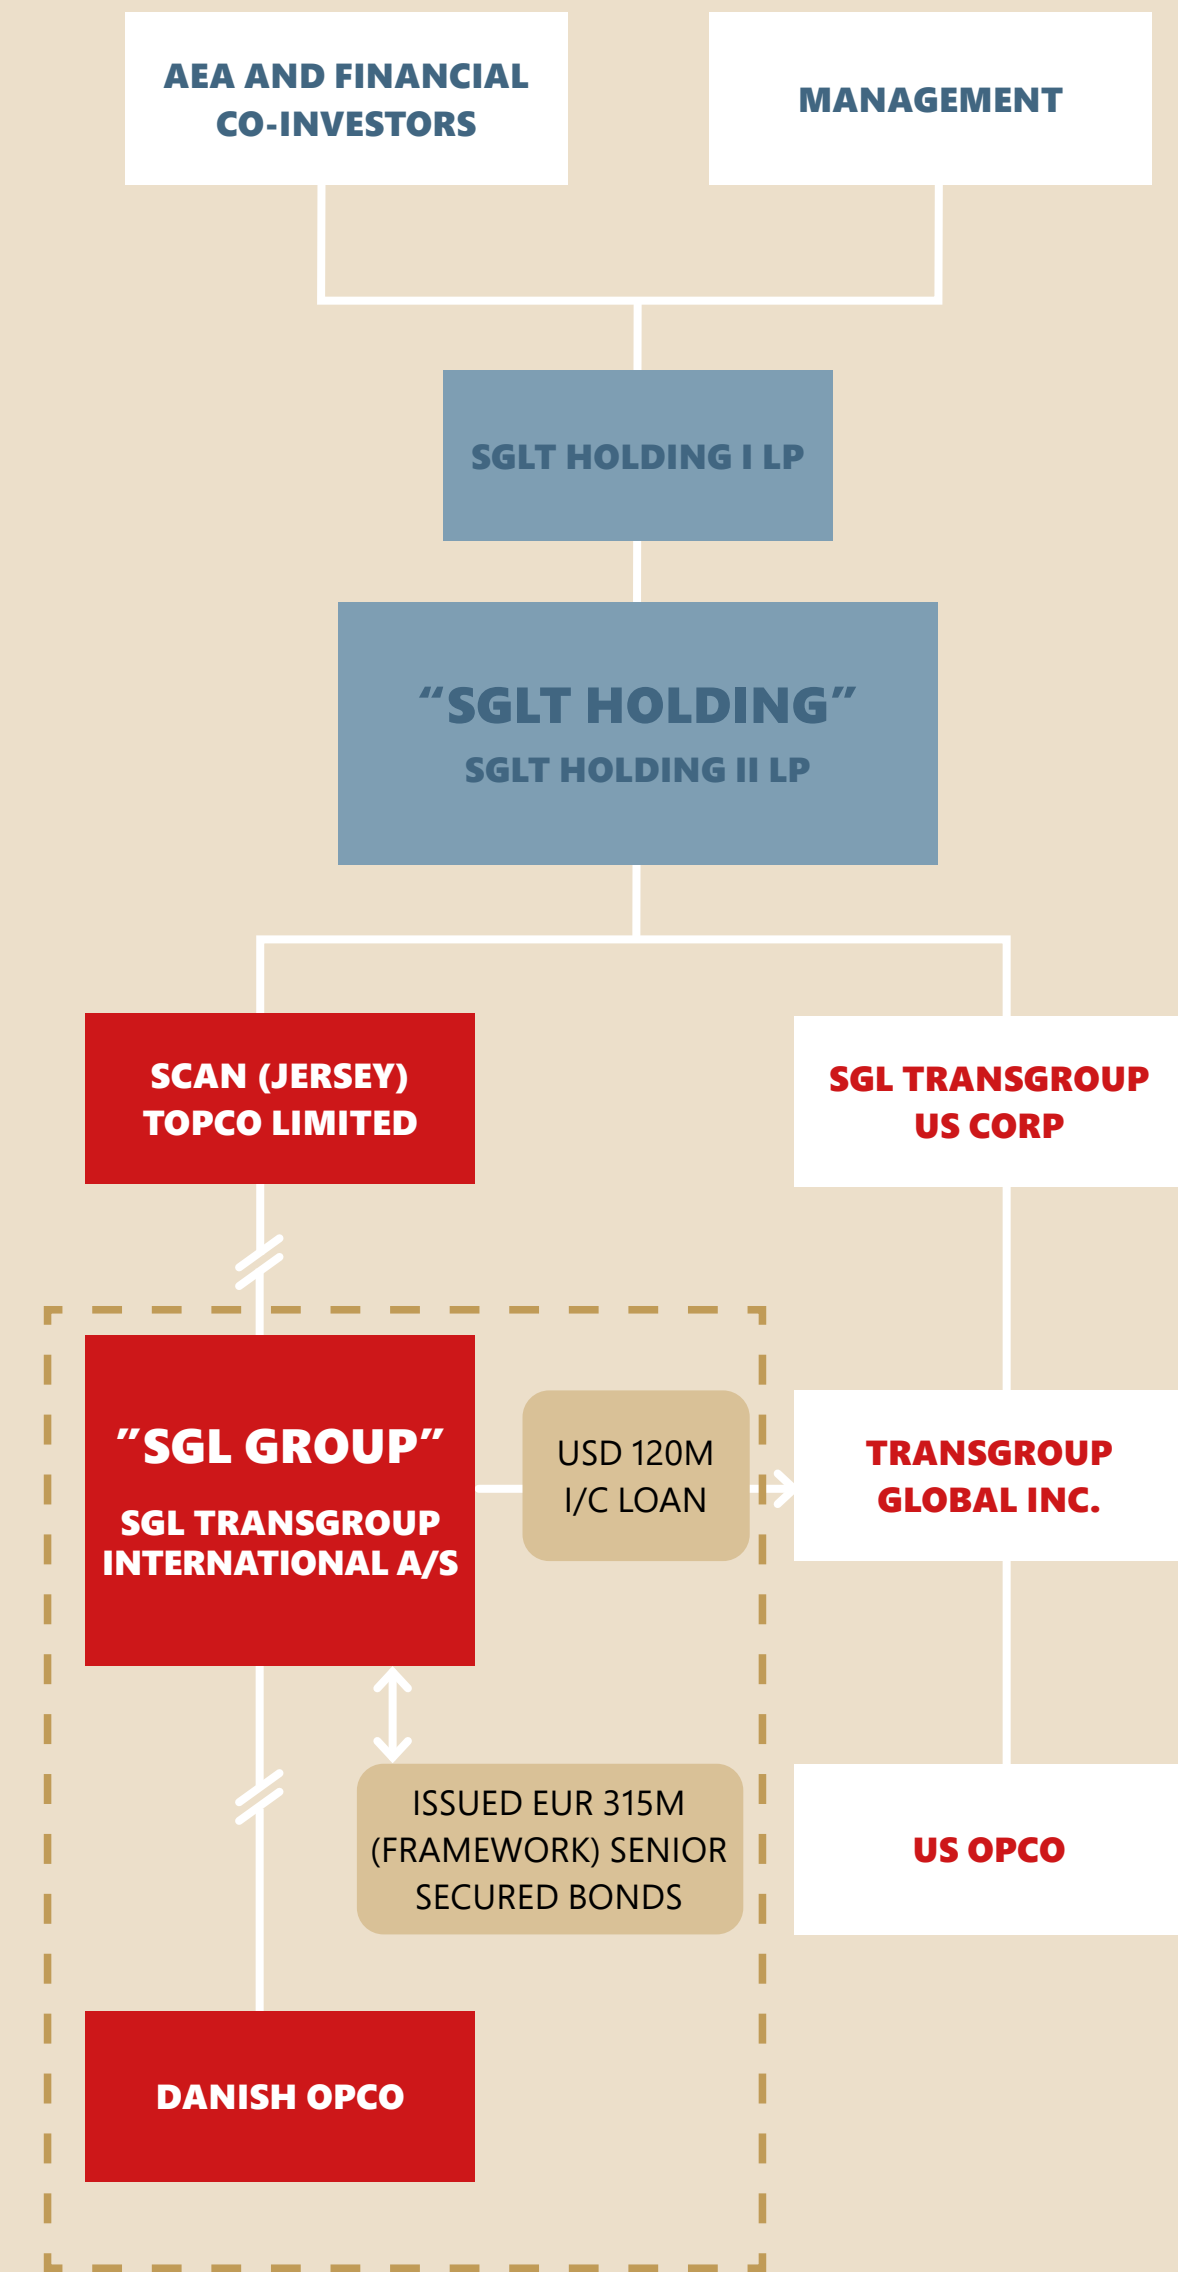 AEA AND FINANCIAL
CO-INVESTORS
MANAGEMENT
SGLT HOLDING I LP
“SGLT HOLDING”
SGLT HOLDING II LP
SCAN (JERSEY)
TOPCO LIMITED
SGL TRANSGROUP
US CORP
”SGL GROUP”
SGL TRANSGROUP
INTERNATIONAL A/S
USD 120M
I/C LOAN
TRANSGROUP
GLOBAL INC.
ISSUED EUR 315M
(FRAMEWORK) SENIOR
SECURED BONDS
US OPCO
DANISH OPCO